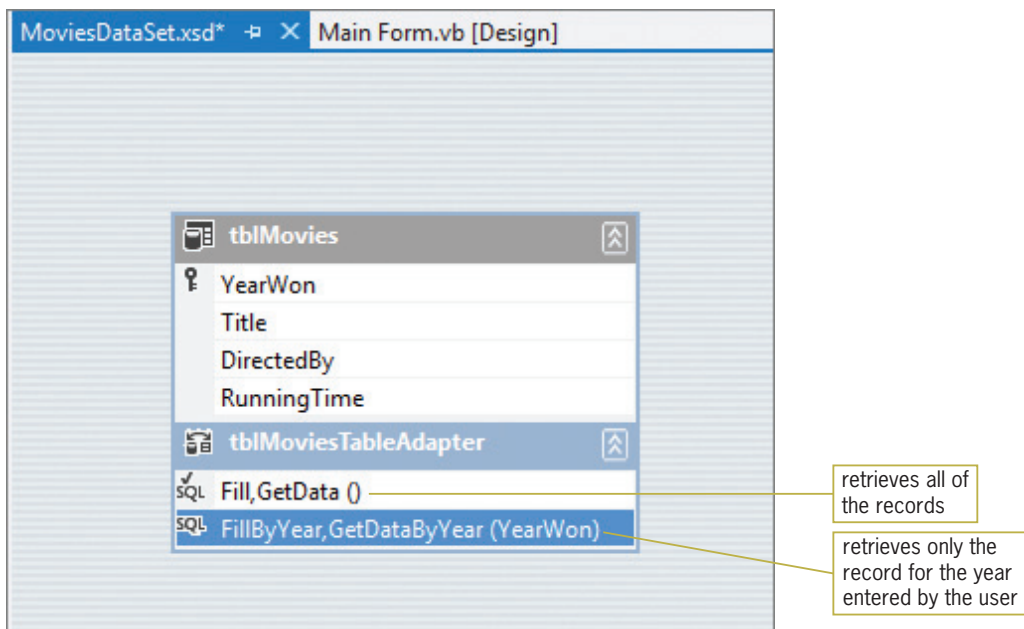 MoviesDataSet.xsd* Main Form.vb [Design]
tblMovies
YearWon
Title
DirectedBy
RunningTime
tblMoviesTableAdapter
SQL Fill,GetData ()
retrieves all of
the records
SQL FillByYear,GetDataByYear (YearWon)
retrieves only the
record for the year
entered by the user